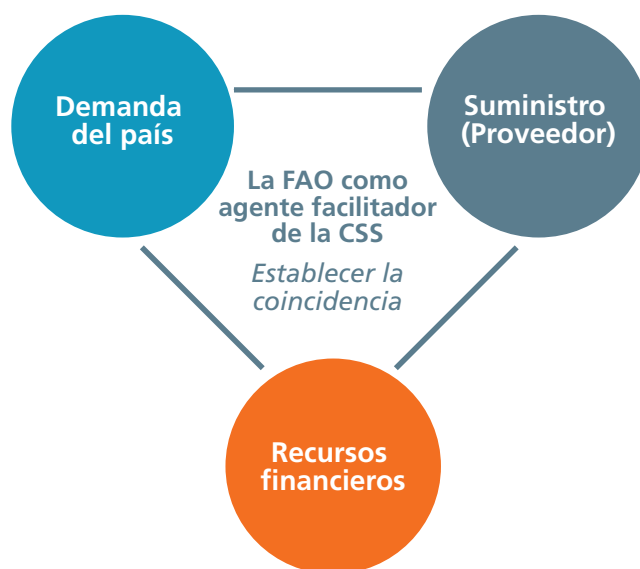 Demanda
del país
Suministro
(Proveedor)
La FAO como
agente facilitador
de la CSS
Establecer la
coincidencia
Recursos
financieros